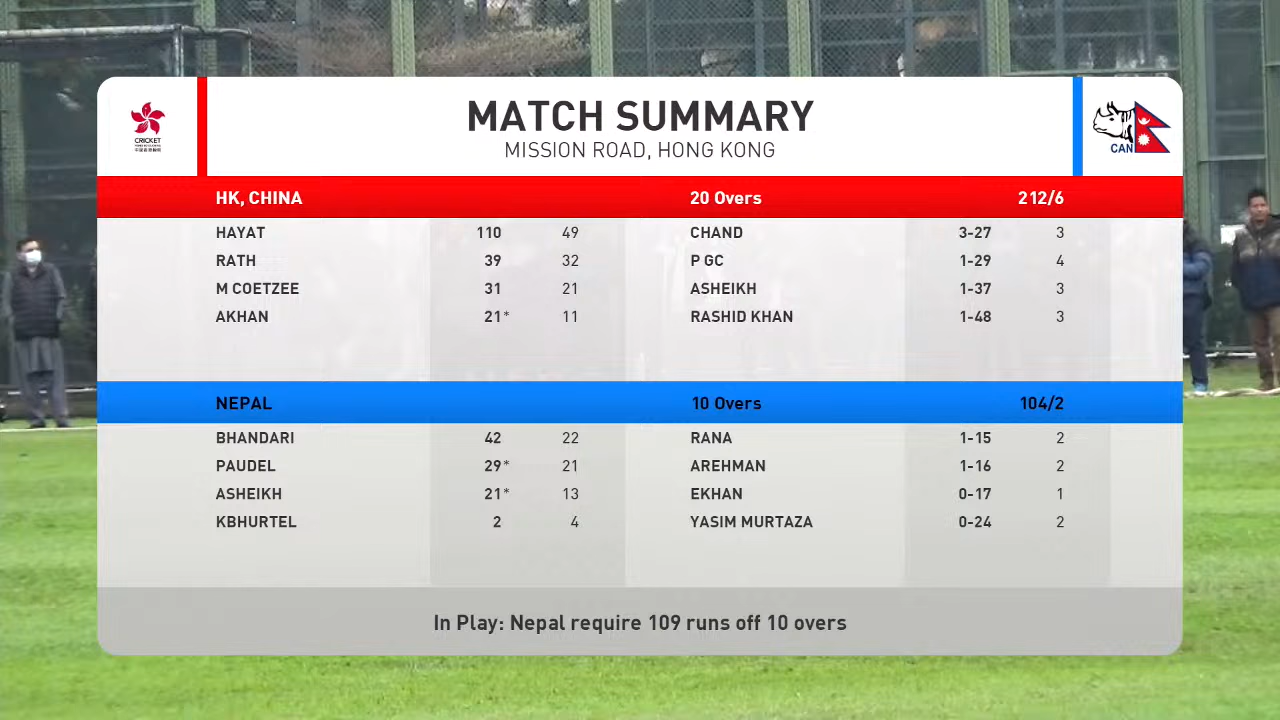 MATCH SUMMARY
MISSION ROAD, HONG KONG
CRICKET
CAN
HK, CHINA 20 Overs 212/6
HAYAT 110 49 CHAND 3-27 3
RATH 39 32 P GC 1-29 4
M COETZEE 31 21 ASHEIKH 1-37 3
AKHAN 21* 11 RASHID KHAN 1-48 3
NEPAL 10 Overs 104/2
BHANDARI 42 22 RANA 1-15 2
PAUDEL 29* 21 AREHMAN 1-16 2
ASHEIKH 21* 13 EKHAN 0-17 1
KBHURTEL 2 4 YASIM MURTAZA 0-24 2
In Play: Nepal require 109 runs off 10 overs